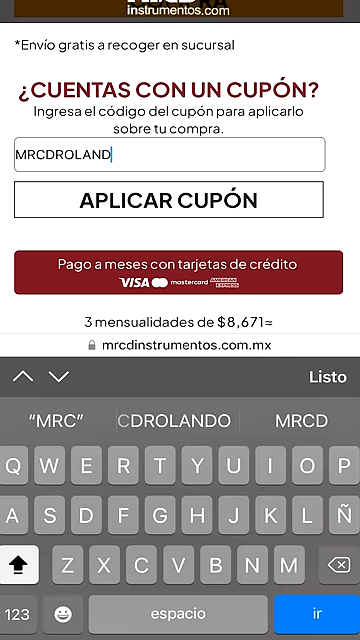 instrumentos.com
*Envío gratis a recoger en sucursal
¿CUENTAS CON UN CUPÓN?
Ingresa el código del cupón para aplicarlo
sobre tu compra.
MRCDROLAND
APLICAR CUPÓN
Pago a meses con tarjetas de crédito
VISA mastercard AMERICAN EXPRESS
3 mensualidades de $8,671≈
mrcdinstrumentos.com.mx
Listo
“MRC” CDROLANDO MRCD
Q W E R T Y U I O P
A S D F G H J K L Ñ
Z X C V B N M
123 espacio ir